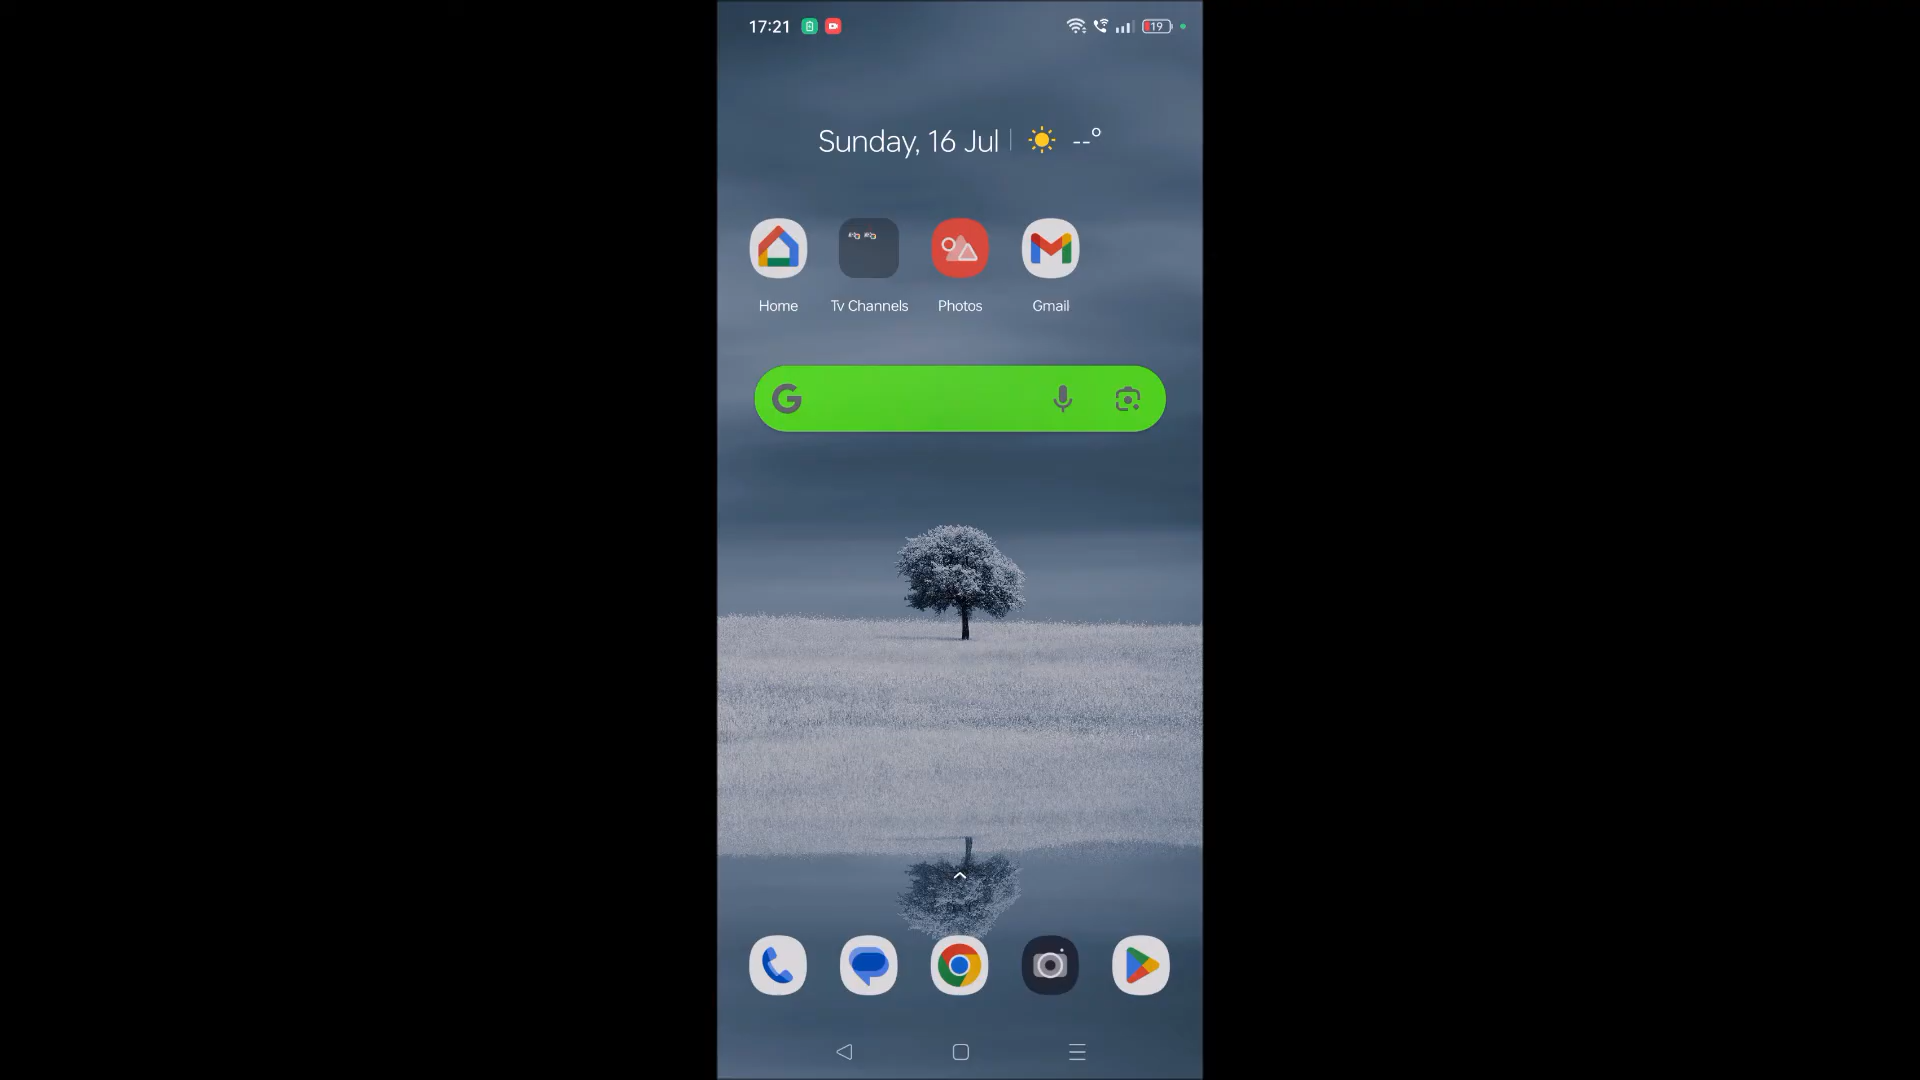 17:21
19
Sunday, 16 Jul
--°
Home
Tv Channels
Photos
Gmail